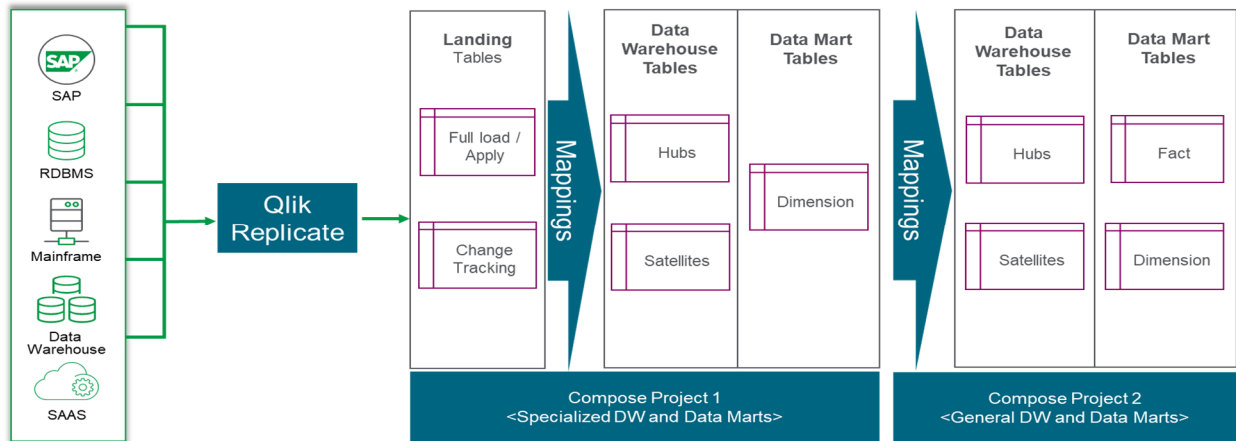 SAP
SAP
RDBMS
Mainframe
Data
Warehouse
SAAS
Qlik
Replicate
Landing
Tables
Full load /
Apply
Change
Tracking
Mappings
Data
Warehouse
Tables
Hubs
Satellites
Data Mart
Tables
Dimension
Compose Project 1
<Specialized DW and Data Marts>
Mappings
Data
Warehouse
Tables
Hubs
Satellites
Data Mart
Tables
Fact
Dimension
Compose Project 2
<General DW and Data Marts>